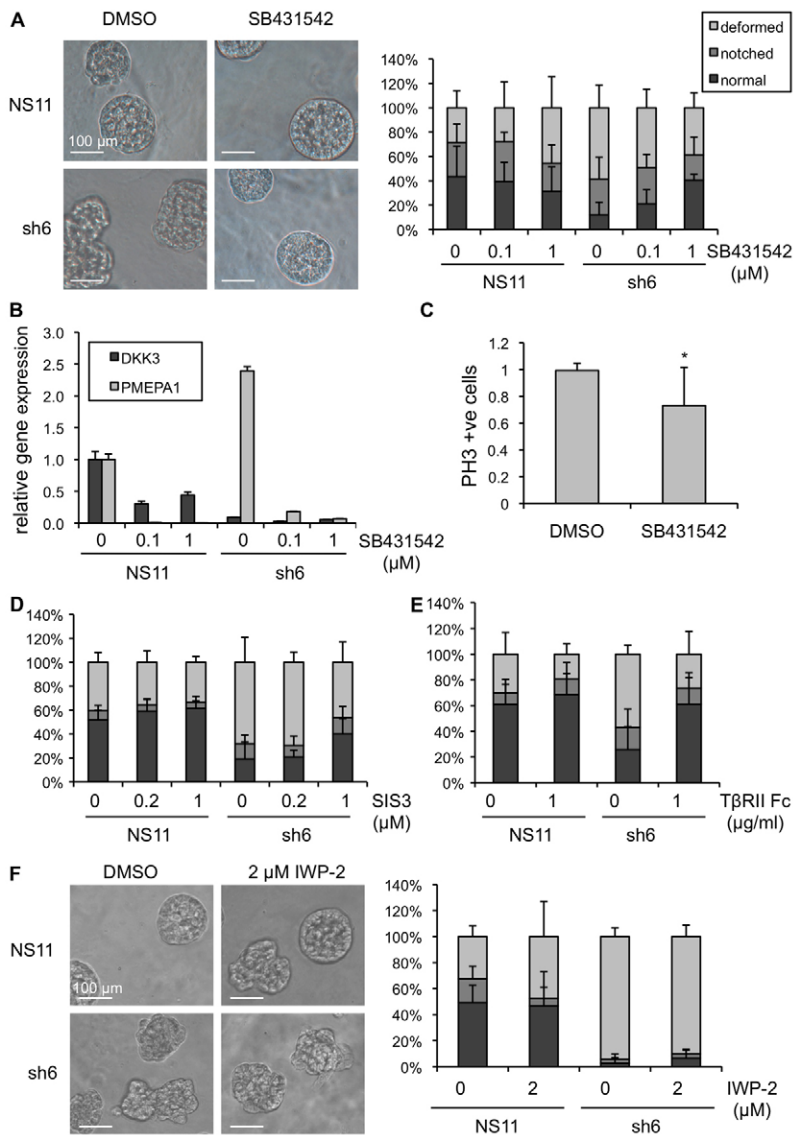 A
DMSO SB431542
NS11
100 µm
sh6
deformed
notched
normal
140%
120%
100%
80%
60%
40%
20%
0%
0 0.1 1 0 0.1 1 SB431542
(µM)
NS11 sh6
B
relative gene expression
3.0
2.5
2.0
1.5
1.0
0.5
0.0
DKK3
PMEPA1
0 0.1 1 0 0.1 1 SB431542
(µM)
NS11 sh6
C
PH3 +ve cells
1.2
1
0.8
0.6
0.4
0.2
0
*
DMSO SB431542
D
140%
120%
100%
80%
60%
40%
20%
0%
0 0.2 1 0 0.2 1 SIS3
(µM)
NS11 sh6
E
140%
120%
100%
80%
60%
40%
20%
0%
0 1 0 1 TβRII Fc
(µg/ml)
NS11 sh6
F
DMSO 2 µM IWP-2
NS11
100 µm
sh6
140%
120%
100%
80%
60%
40%
20%
0%
0 2 0 2 IWP-2
(µM)
NS11 sh6